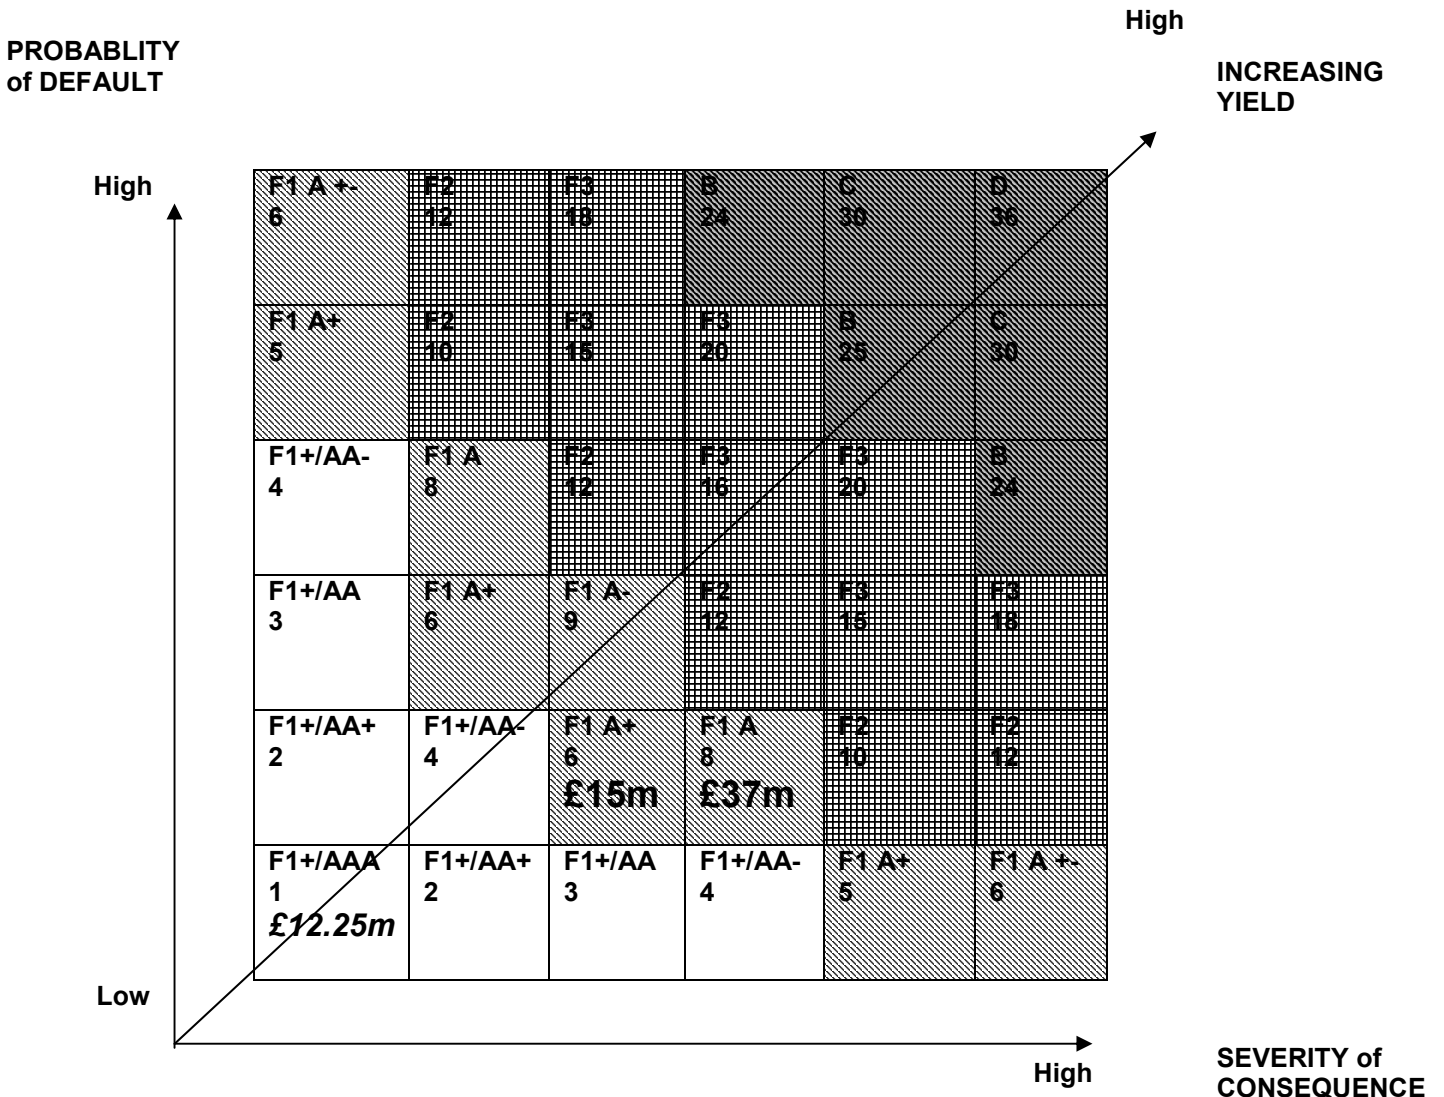 High
PROBABLITY
of DEFAULT
INCREASING
YIELD
High
F1 A +-
6
F2
12
F3
18
B
24
C
30
D
36
F1 A+
5
F2
10
F3
15
F3
20
B
25
C
30
F1+/AA-
4
F1 A
8
F2
12
F3
16
F3
20
B
24
F1+/AA
3
F1 A+
6
F1 A-
9
F2
12
F3
15
F3
18
F1+/AA+
2
F1+/AA-
4
F1 A+
6
£15m
F1 A
8
£37m
F2
10
F2
12
F1+/AAA
1
£12.25m
F1+/AA+
2
F1+/AA
3
F1+/AA-
4
F1 A+
5
F1 A +-
6
Low
High
SEVERITY of
CONSEQUENCE